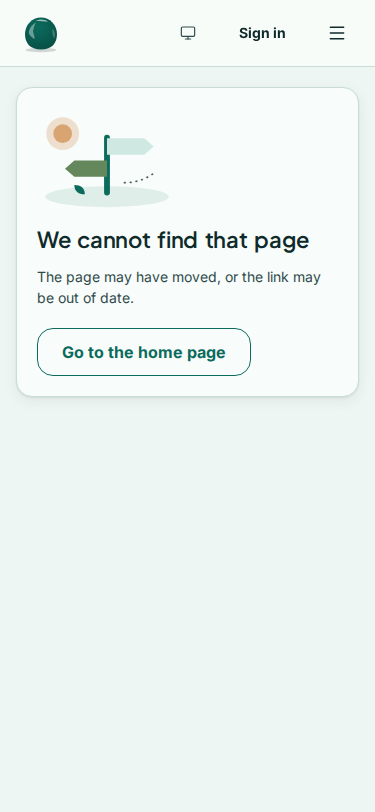 Sign in
We cannot find that page
The page may have moved, or the link may
be out of date.
Go to the home page